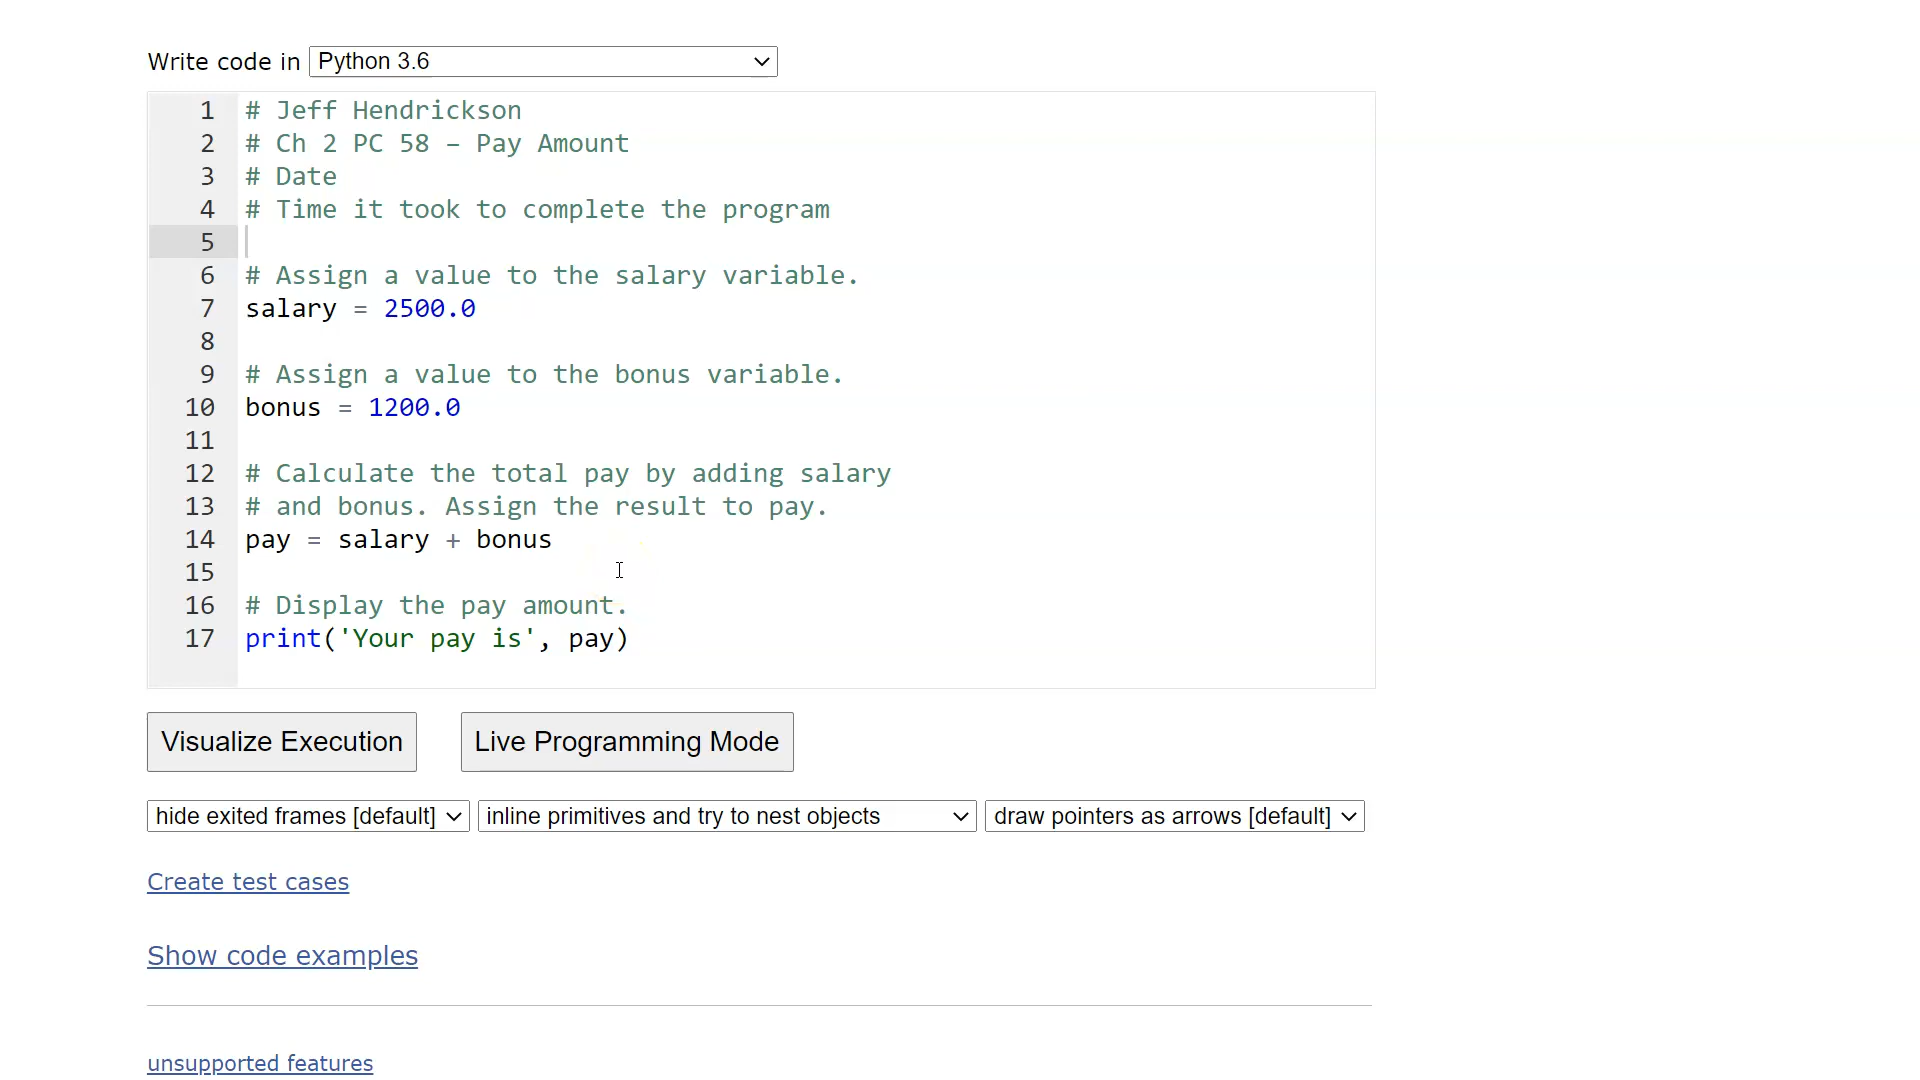 Write code in Python 3.6
1 # Jeff Hendrickson
2 # Ch 2 PC 58 – Pay Amount
3 # Date
4 # Time it took to complete the program
5
6 # Assign a value to the salary variable.
7 salary = 2500.0
8
9 # Assign a value to the bonus variable.
10 bonus = 1200.0
11
12 # Calculate the total pay by adding salary
13 # and bonus. Assign the result to pay.
14 pay = salary + bonus
15
16 # Display the pay amount.
17 print('Your pay is', pay)
Visualize Execution Live Programming Mode
hide exited frames [default] inline primitives and try to nest objects draw pointers as arrows [default]
Create test cases
Show code examples
unsupported features